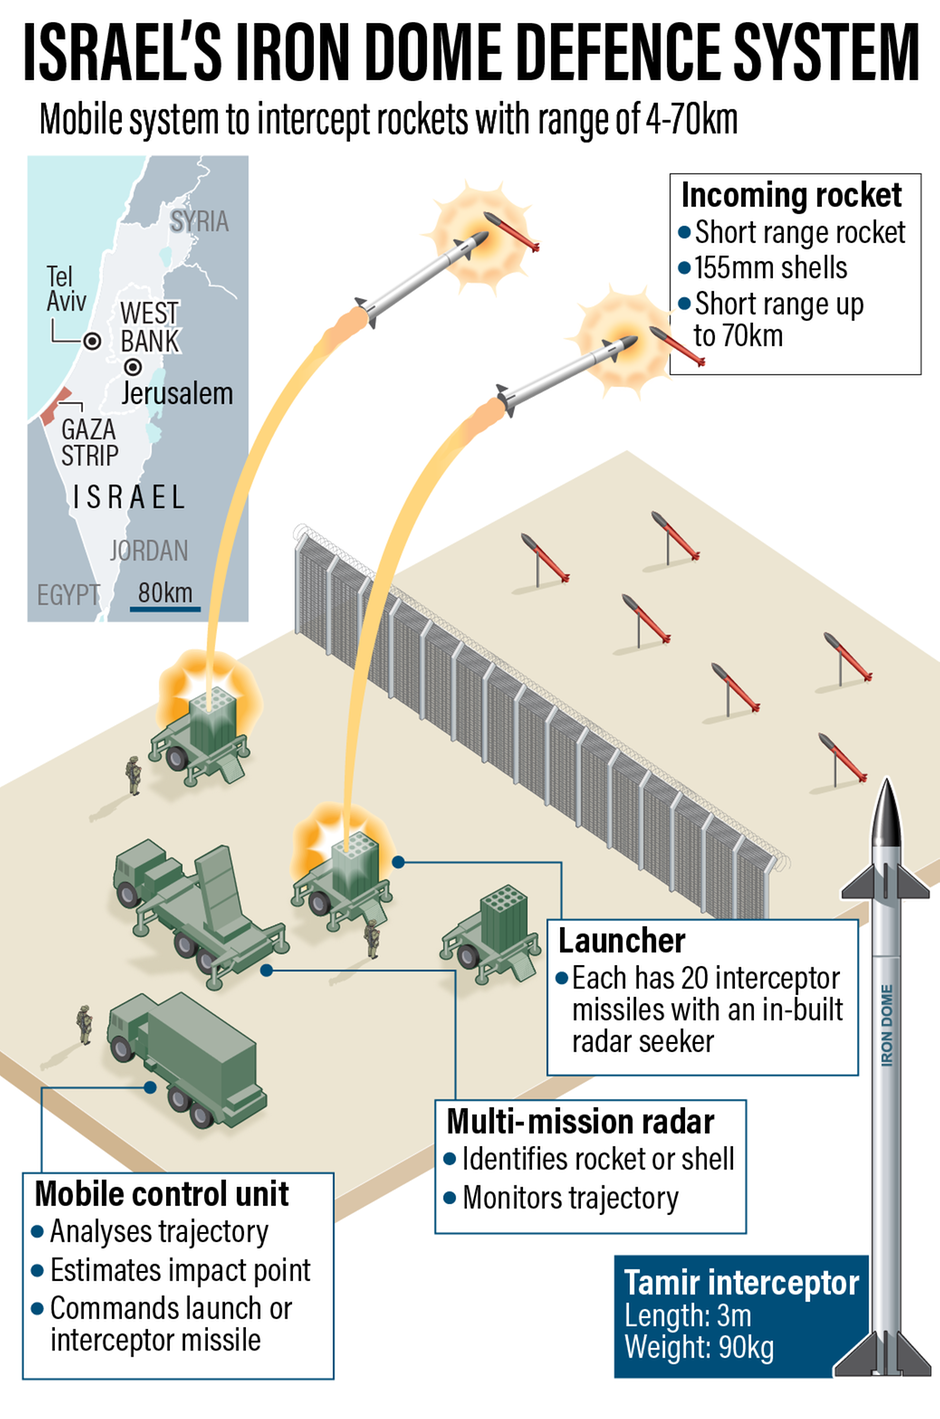 ISRAEL'S IRON DOME DEFENCE SYSTEM
Mobile system to intercept rockets with range of 4-70km
SYRIA
Tel
Aviv
WEST
BANK
Jerusalem
GAZA
STRIP
ISRAEL
JORDAN
EGYPT
80km
Incoming rocket
• Short range rocket
• 155mm shells
• Short range up
to 70km
Launcher
• Each has 20 interceptor
missiles with an in-built
radar seeker
IRON DOME
Multi-mission radar
• Identifies rocket or shell
• Monitors trajectory
Mobile control unit
• Analyses trajectory
• Estimates impact point
• Commands launch or
interceptor missile
Tamir interceptor
Length: 3m
Weight: 90kg